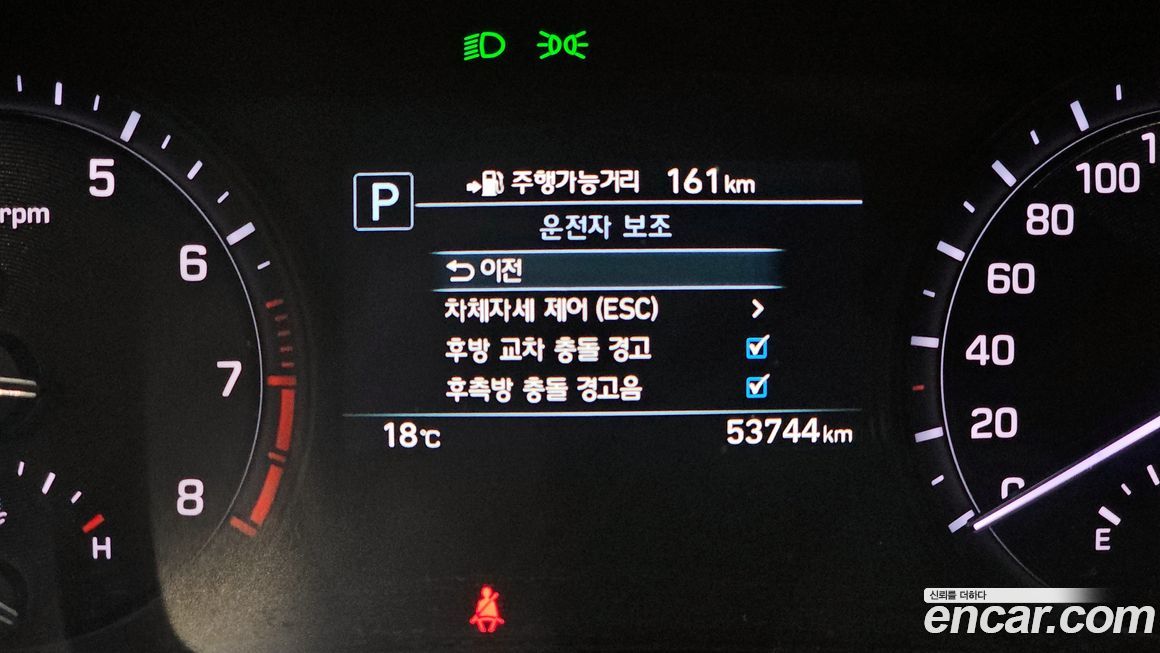 주행가능거리 161km
P
운전자 보조
이전
차체자세 제어 (ESC)
후방 교차 충돌 경고
후측방 충돌 경고음
18℃ 53744km
5
rpm
6
7
8
H
100
80
60
40
20
0
E
신뢰를 더하다
encar.com